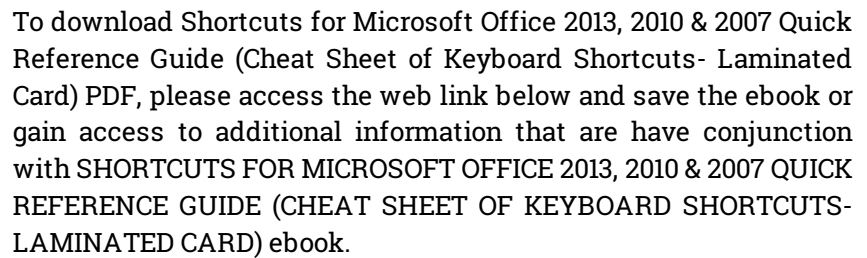 To download Shortcuts for Microsoft Office 2013, 2010 & 2007 Quick
Reference Guide (Cheat Sheet of Keyboard Shortcuts- Laminated
Card) PDF, please access the web link below and save the ebook or
gain access to additional information that are have conjunction
with SHORTCUTS FOR MICROSOFT OFFICE 2013, 2010 & 2007 QUICK
REFERENCE GUIDE (CHEAT SHEET OF KEYBOARD SHORTCUTS-
LAMINATED CARD) ebook.